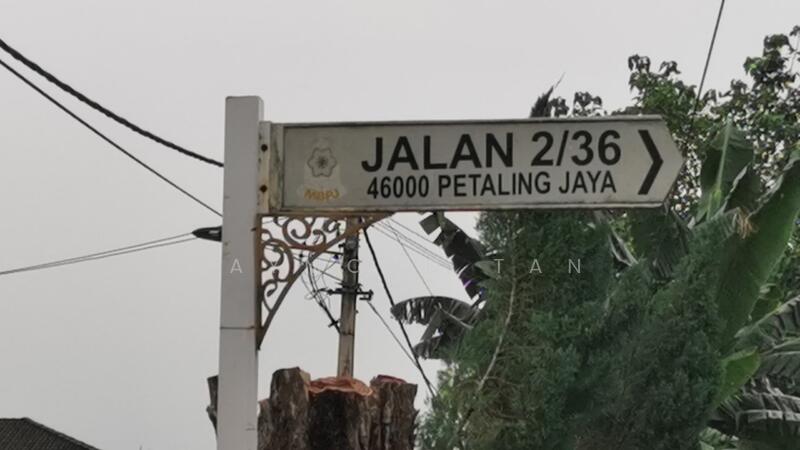 JALAN 2/36
46000 PETALING JAYA
MBPJ